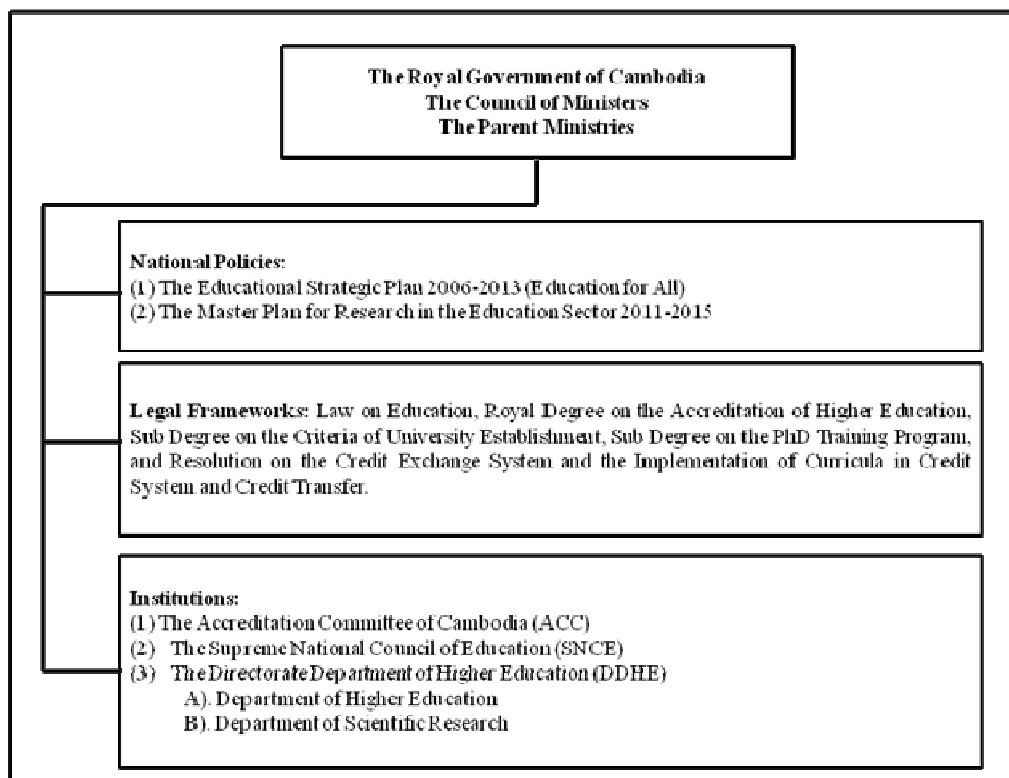 The Royal Government of Cambodia
The Council of Ministers
The Parent Ministries
National Policies:
(1) The Educational Strategic Plan 2006-2013 (Education for All)
(2) The Master Plan for Research in the Education Sector 2011-2015
Legal Frameworks: Law on Education, Royal Degree on the Accreditation of Higher Education,
Sub Degree on the Criteria of University Establishment, Sub Degree on the PhD Training Program,
and Resolution on the Credit Exchange System and the Implementation of Curricula in Credit
System and Credit Transfer.
Institutions:
(1) The Accreditation Committee of Cambodia (ACC)
(2) The Supreme National Council of Education (SNCE)
(3) The Directorate Department of Higher Education (DDHE)
A). Department of Higher Education
B). Department of Scientific Research